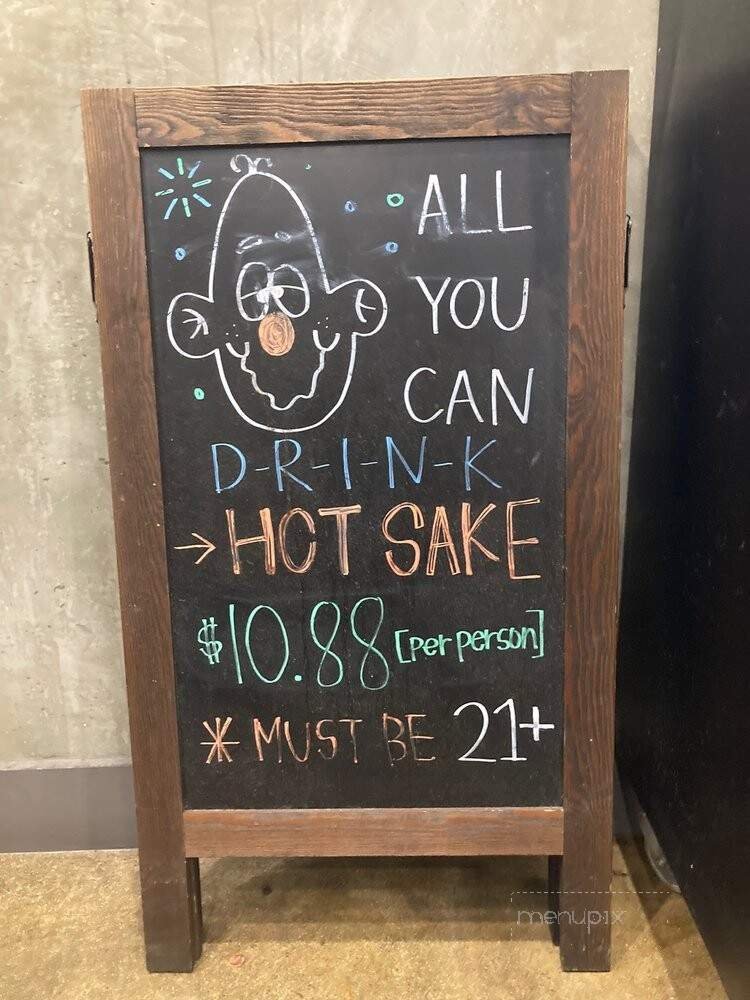 ALL
YOU
CAN
D-R-I-N-K
→ HOT SAKE
$10.88 [per person]
* MUST BE 21+
menupix